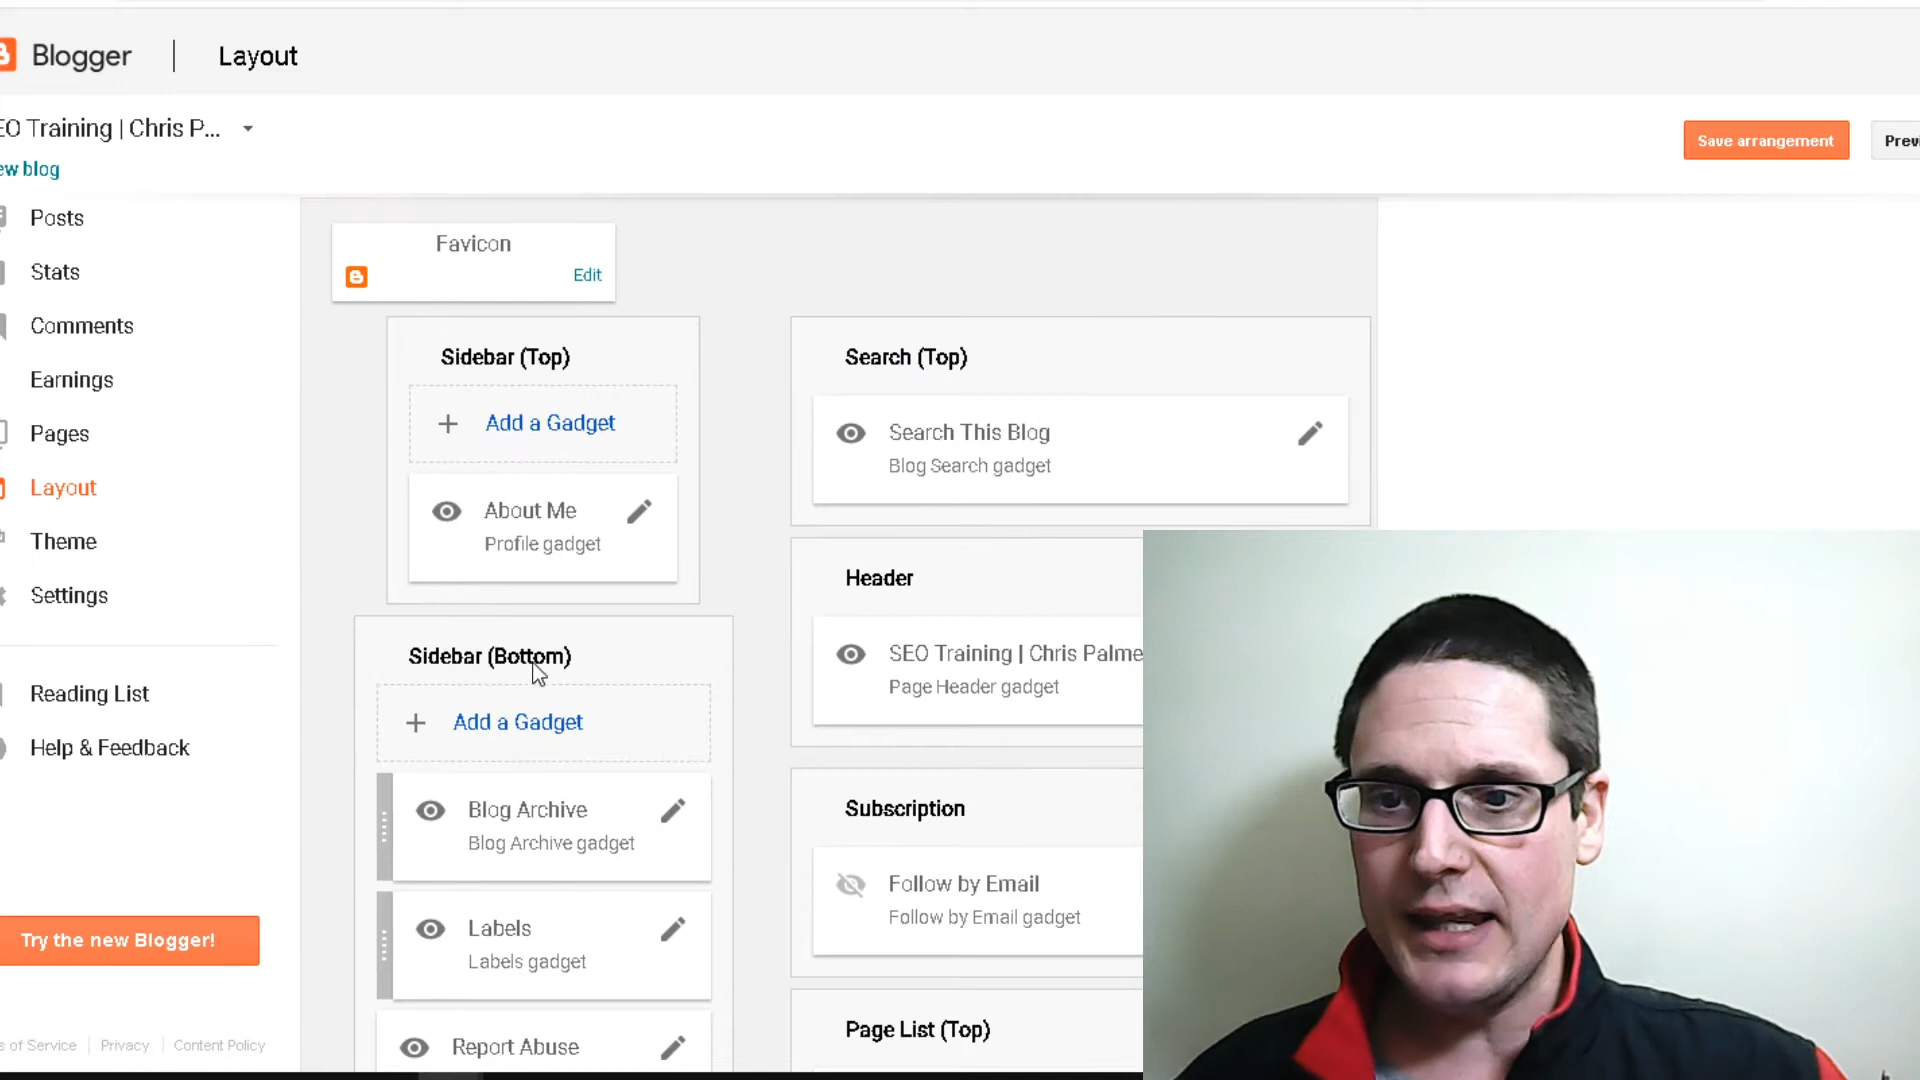 Blogger
Layout
EO Training | Chris P...
Save arrangement
Previ
ew blog
Posts
Stats
Comments
Earnings
Pages
Layout
Theme
Settings
Reading List
Help & Feedback
Try the new Blogger!
s of Service
Privacy
Content Policy
Favicon
Edit
Sidebar (Top)
Add a Gadget
About Me
Profile gadget
Sidebar (Bottom)
Add a Gadget
Blog Archive
Blog Archive gadget
Labels
Labels gadget
Report Abuse
Search (Top)
Search This Blog
Blog Search gadget
Header
SEO Training | Chris Palme
Page Header gadget
Subscription
Follow by Email
Follow by Email gadget
Page List (Top)